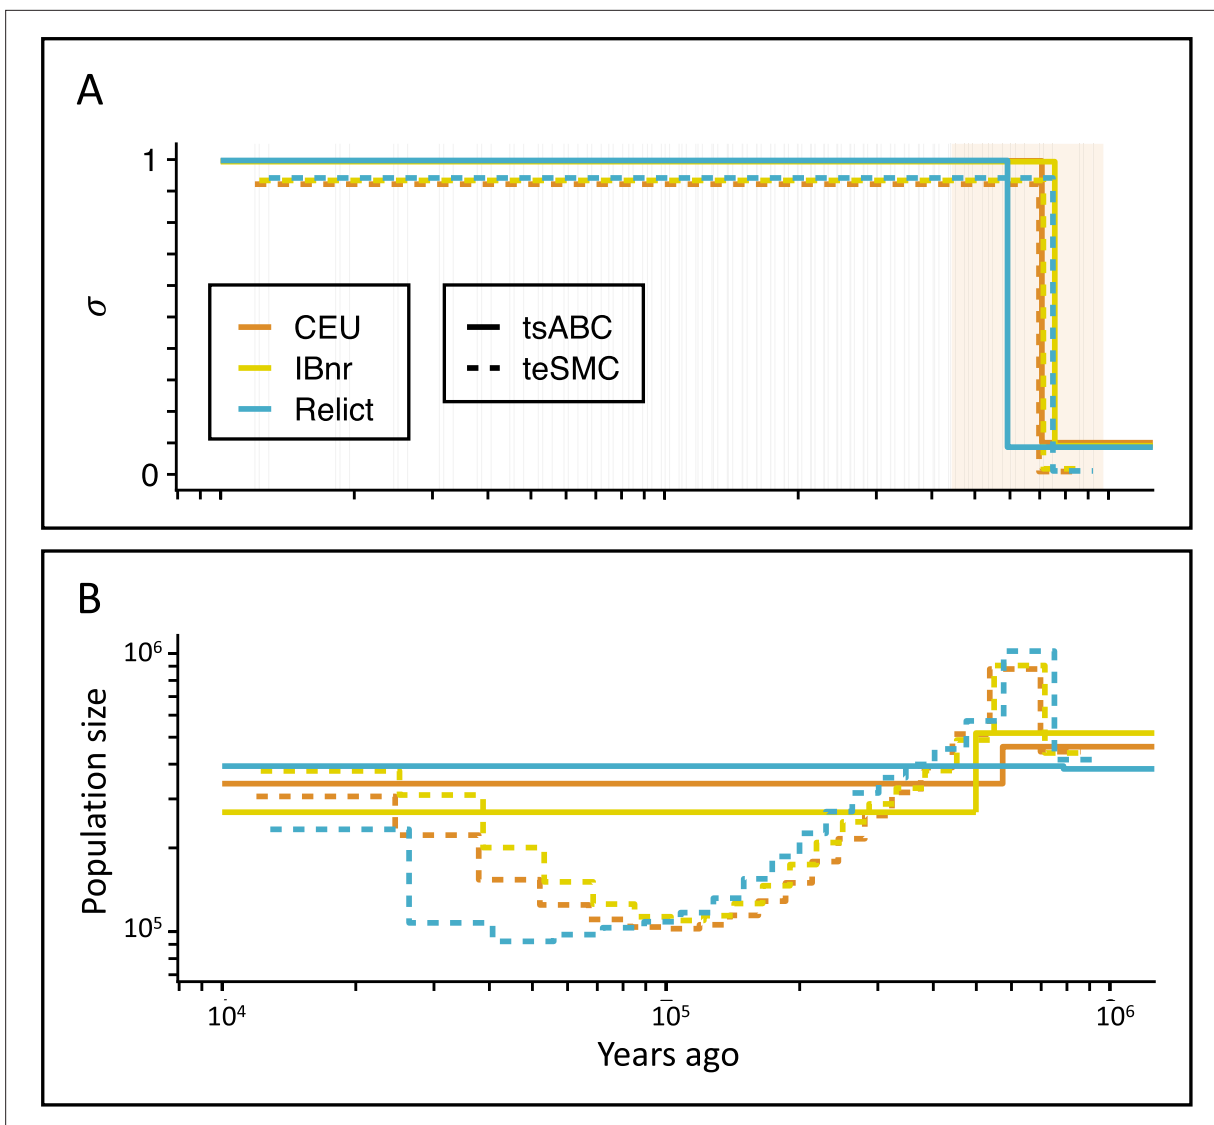 A
1
σ
0
CEU
IBnr
Relict
tsABC
teSMC
B
10⁶
Population size
10⁵
10⁴ 10⁵ 10⁶
Years ago